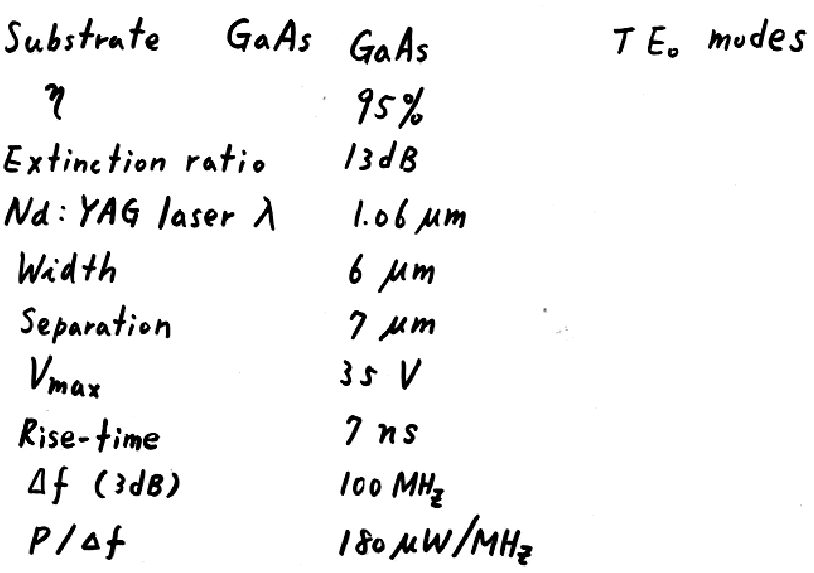 Substrate GaAs GaAs TE₀ modes
η 95%
Extinction ratio 13dB
Nd:YAG laser λ 1.06 μm
Width 6 μm
Separation 7 μm
Vmax 35 V
Rise-time 7 ns
Δf (3dB) 100 MHz
P/Δf 180 μW/MHz